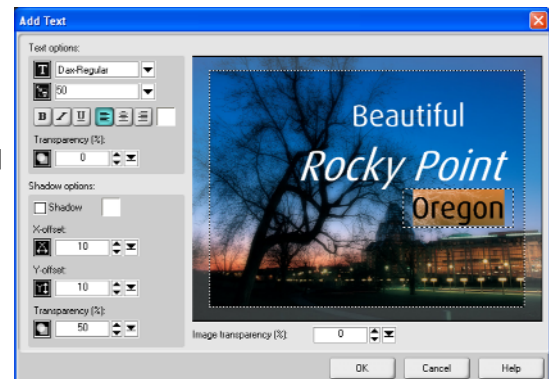 Add Text
Text options:
Dax-Regular
50
B I U
Transparency (%):
0
Shadow options:
Shadow
X-offset:
10
Y-offset:
10
Transparency (%):
50
Beautiful
Rocky Point
Oregon
Image transparency (%):
0
OK Cancel Help